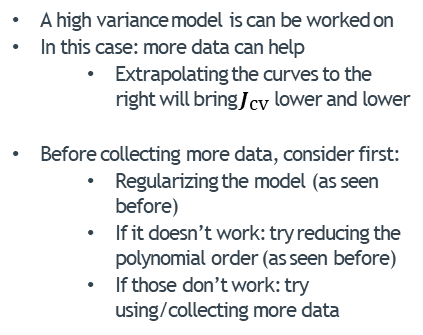 • A high variance model is can be worked on
• In this case: more data can help
• Extrapolating the curves to the
right will bring J_CV lower and lower
• Before collecting more data, consider first:
• Regularizing the model (as seen
before)
• If it doesn't work: try reducing the
polynomial order (as seen before)
• If those don't work: try
using/collecting more data